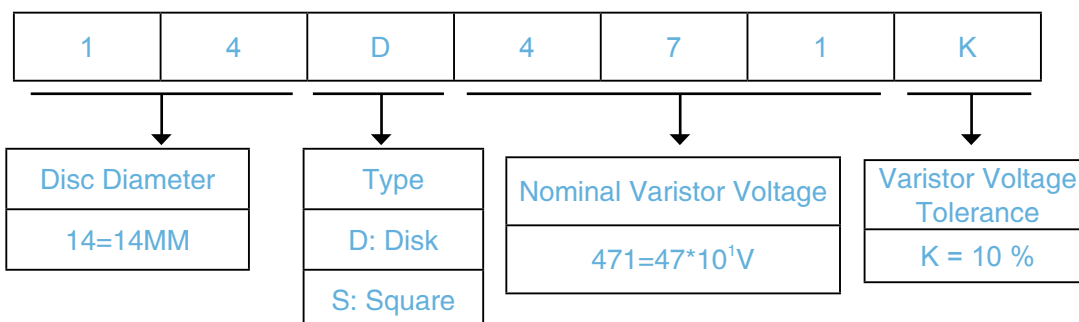 1 4 D 4 7 1 K
Disc Diameter
14=14MM
Type
D: Disk
S: Square
Nominal Varistor Voltage
471=47*10¹V
Varistor Voltage
Tolerance
K = 10 %